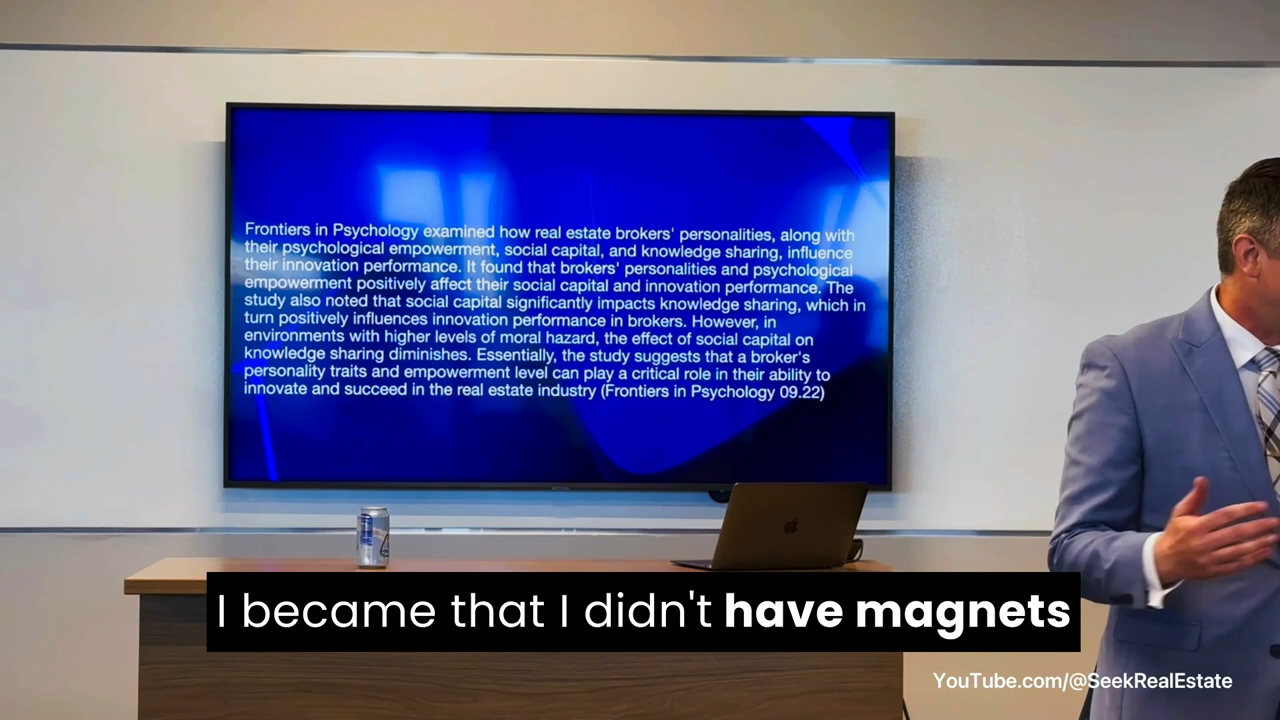 Frontiers in Psychology examined how real estate brokers' personalities, along with
their psychological empowerment, social capital, and knowledge sharing, influence
their innovation performance. It found that brokers' personalities and psychological
empowerment positively affect their social capital and innovation performance. The
study also noted that social capital significantly impacts knowledge sharing, which in
turn positively influences innovation performance in brokers. However, in
environments with higher levels of moral hazard, the effect of social capital on
knowledge sharing diminishes. Essentially, the study suggests that a broker's
personality traits and empowerment level can play a critical role in their ability to
innovate and succeed in the real estate industry (Frontiers in Psychology 09.22)
I became that I didn't have magnets
YouTube.com/@SeekRealEstate